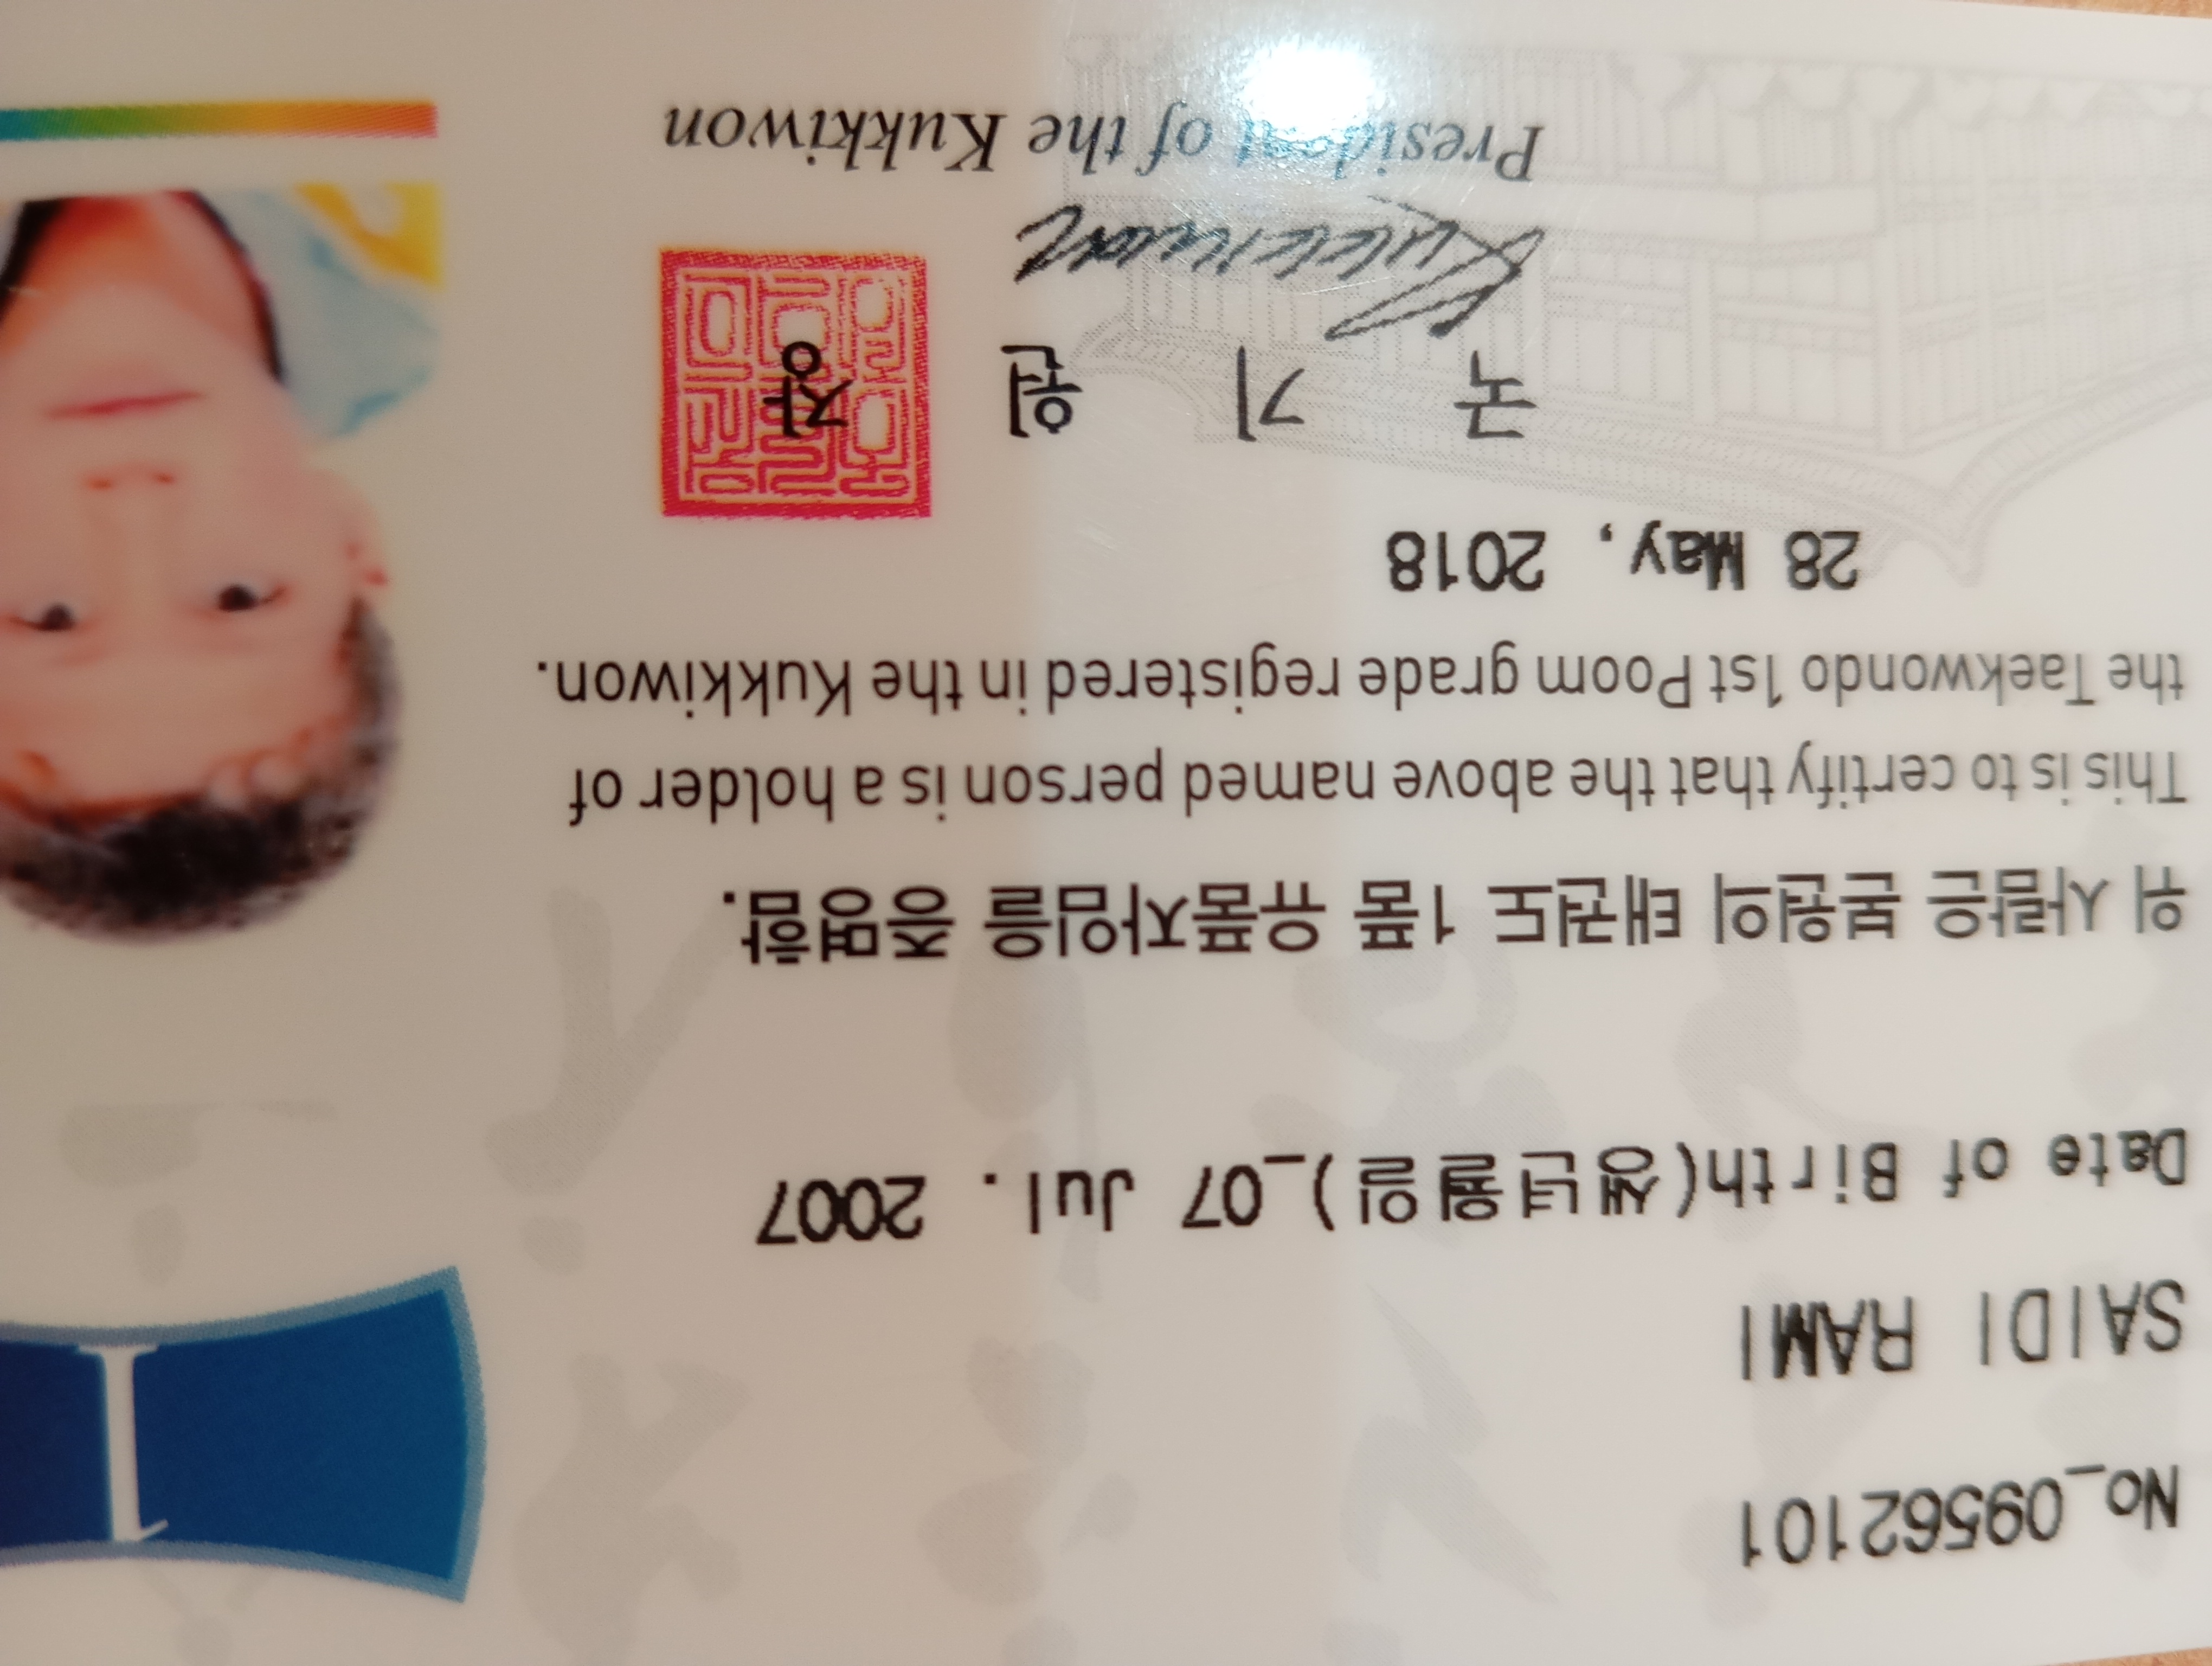 No_09562101
SAIDI RAMI
Date of Birth(생년월일)_07 Jul. 2007
위 사람은 본원의 태권도 1품 유품자임을 증명함.
This is to certify that the above named person is a holder of
the Taekwondo 1st Poom grade registered in the Kukkiwon.
28 May, 2018
국 기 원 장
President of the Kukkiwon